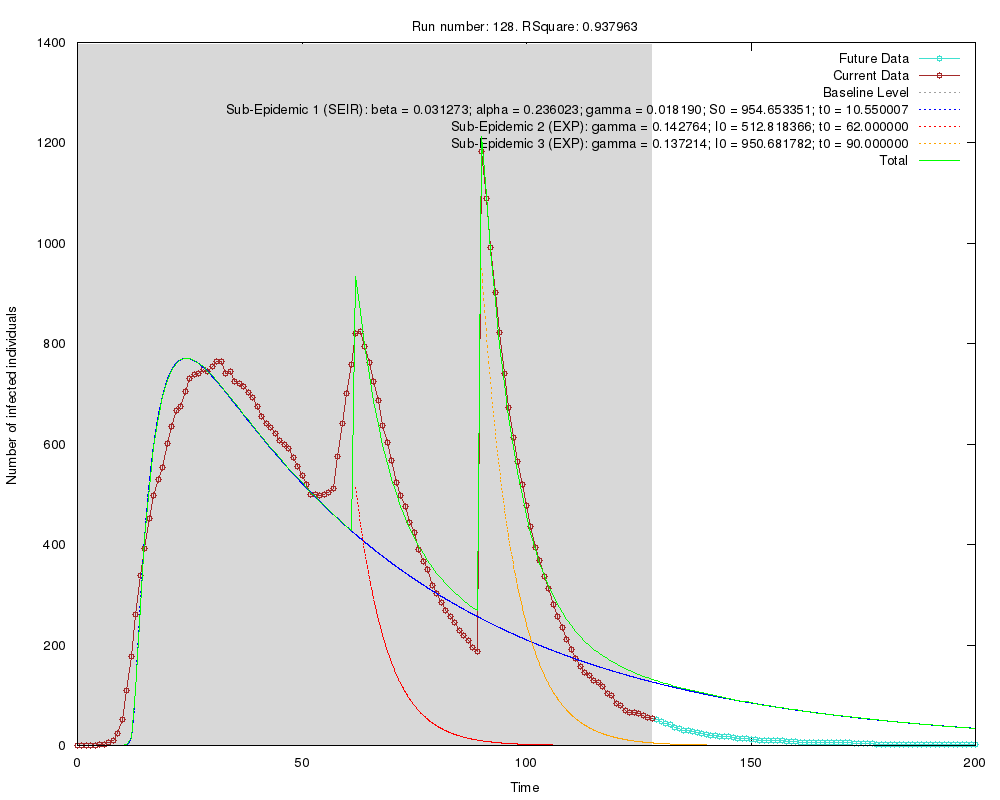 Run number: 128. RSquare: 0.937963
1400
1200
1000
800
600
400
200
0
Number of infected individuals
Future Data
Current Data
Baseline Level
Sub-Epidemic 1 (SEIR): beta = 0.031273; alpha = 0.236023; gamma = 0.018190; S0 = 954.653351; t0 = 10.550007
Sub-Epidemic 2 (EXP): gamma = 0.142764; I0 = 512.818366; t0 = 62.000000
Sub-Epidemic 3 (EXP): gamma = 0.137214; I0 = 950.681782; t0 = 90.000000
Total
0 50 100 150 200
Time